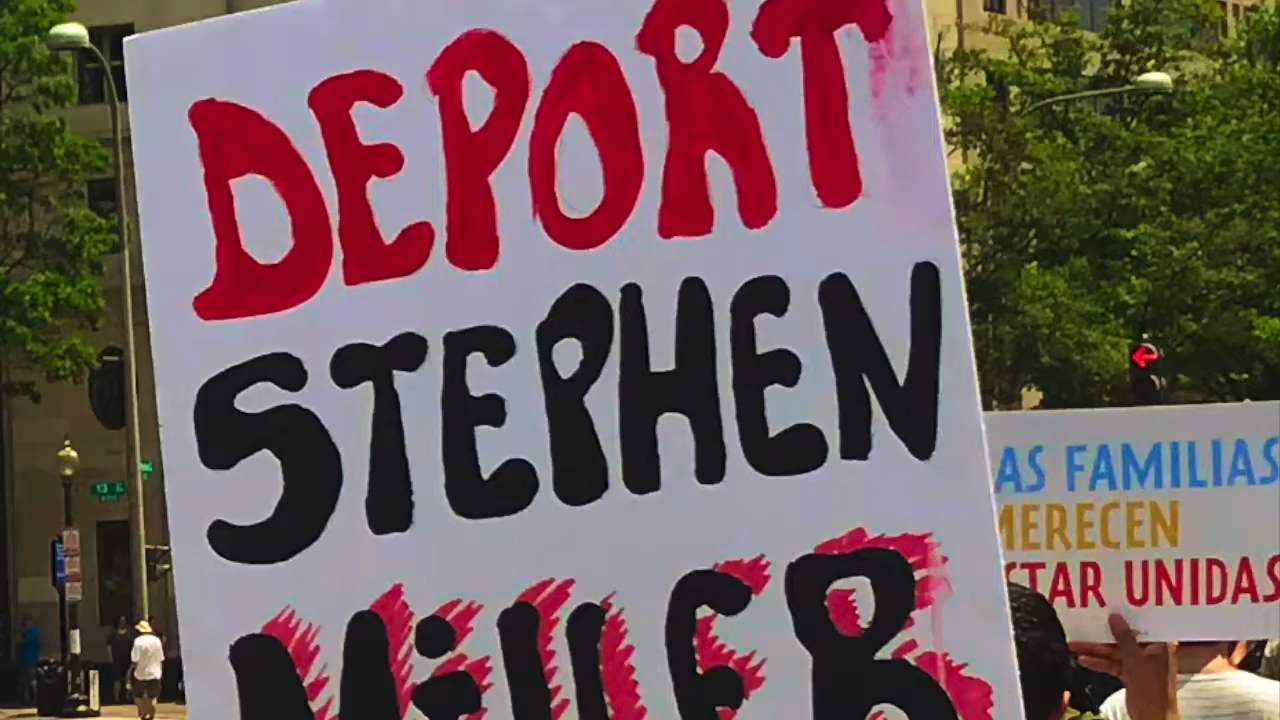 DEPORT
STEPHEN
MiLLER
AS FAMILIAS
MERECEN
STAR UNIDAS